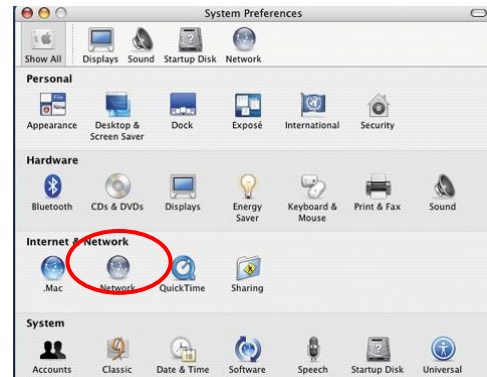 System Preferences
Show All Displays Sound Startup Disk Network
Personal
Appearance Desktop & Screen Saver Dock Exposé International Security
Hardware
Bluetooth CDs & DVDs Displays Energy Saver Keyboard & Mouse Print & Fax Sound
Internet & Network
.Mac Network QuickTime Sharing
System
Accounts Classic Date & Time Software Speech Startup Disk Universal